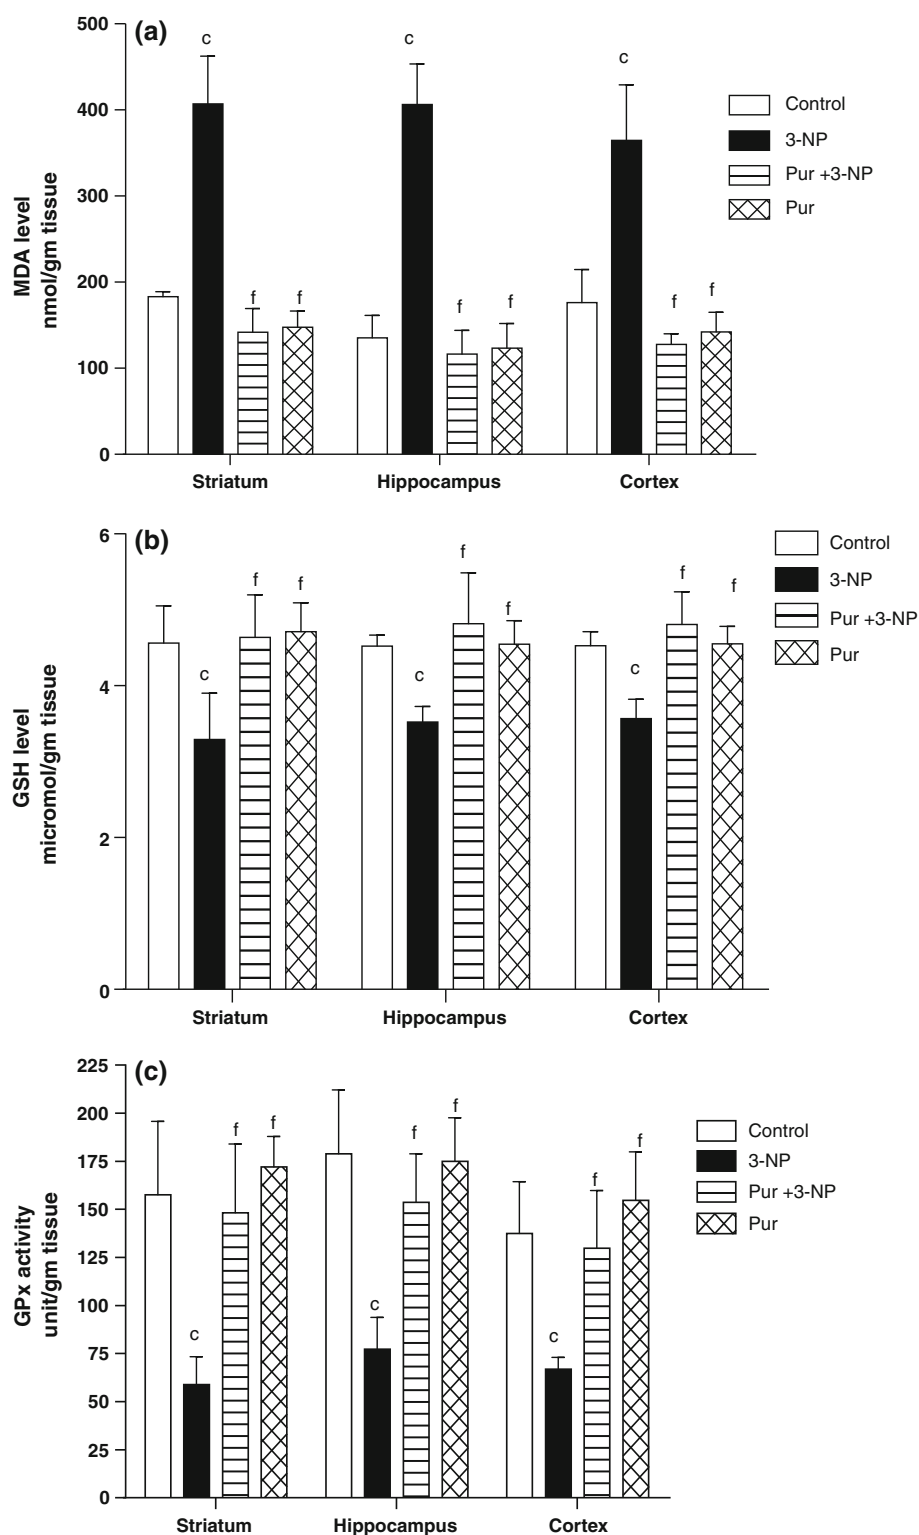 (a)
500
400
300
200
100
0
MDA level
nmol/gm tissue
c
f
f
c
f
f
c
f
f
Striatum
Hippocampus
Cortex
Control
3-NP
Pur +3-NP
Pur
(b)
6
4
2
0
GSH level
micromol/gm tissue
c
f
f
c
f
f
c
f
f
Striatum
Hippocampus
Cortex
Control
3-NP
Pur +3-NP
Pur
(c)
225
200
175
150
125
100
75
50
25
0
GPx activity
unit/gm tissue
c
f
f
c
f
f
c
f
f
Striatum
Hippocampus
Cortex
Control
3-NP
Pur +3-NP
Pur